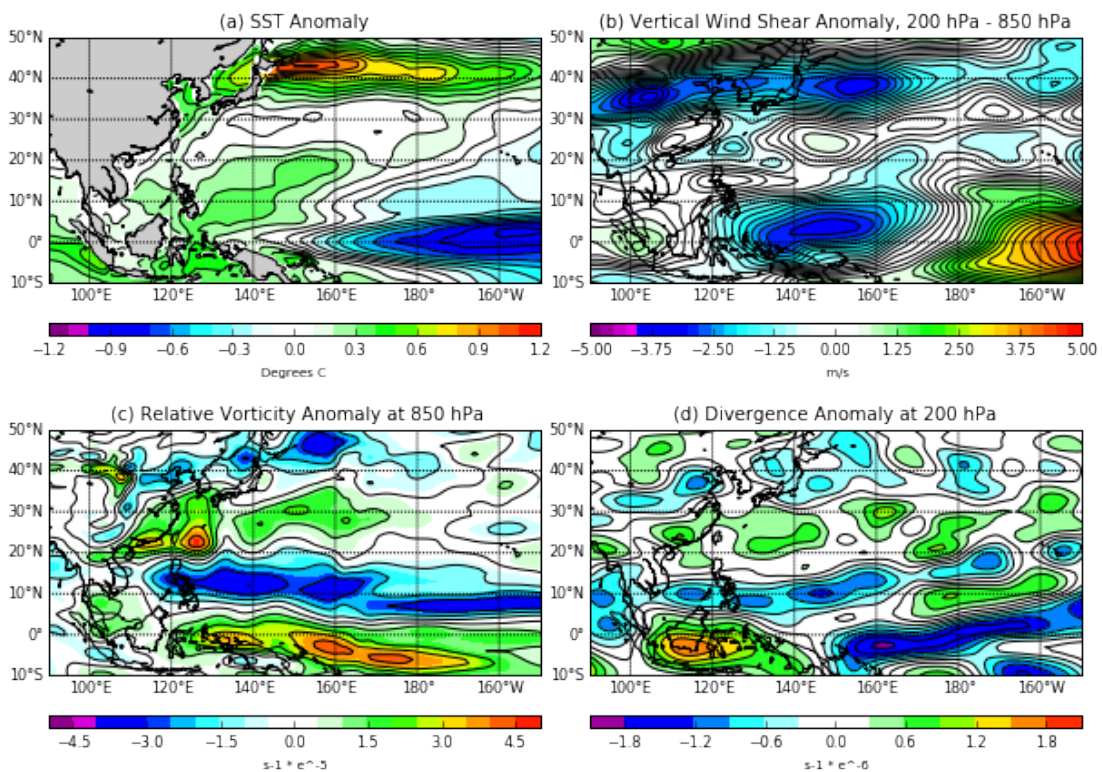 (a) SST Anomaly
50°N
40°N
30°N
20°N
10°N
0°
10°S
100°E 120°E 140°E 160°E 180° 160°W
−1.2 −0.9 −0.6 −0.3 0.0 0.3 0.6 0.9 1.2
Degrees C
(b) Vertical Wind Shear Anomaly, 200 hPa - 850 hPa
50°N
40°N
30°N
20°N
10°N
0°
10°S
100°E 120°E 140°E 160°E 180° 160°W
−5.00 −3.75 −2.50 −1.25 0.00 1.25 2.50 3.75 5.00
m/s
(c) Relative Vorticity Anomaly at 850 hPa
50°N
40°N
30°N
20°N
10°N
0°
10°S
100°E 120°E 140°E 160°E 180° 160°W
−4.5 −3.0 −1.5 0.0 1.5 3.0 4.5
s-1 * e^-5
(d) Divergence Anomaly at 200 hPa
50°N
40°N
30°N
20°N
10°N
0°
10°S
100°E 120°E 140°E 160°E 180° 160°W
−1.8 −1.2 −0.6 0.0 0.6 1.2 1.8
s-1 * e^-6